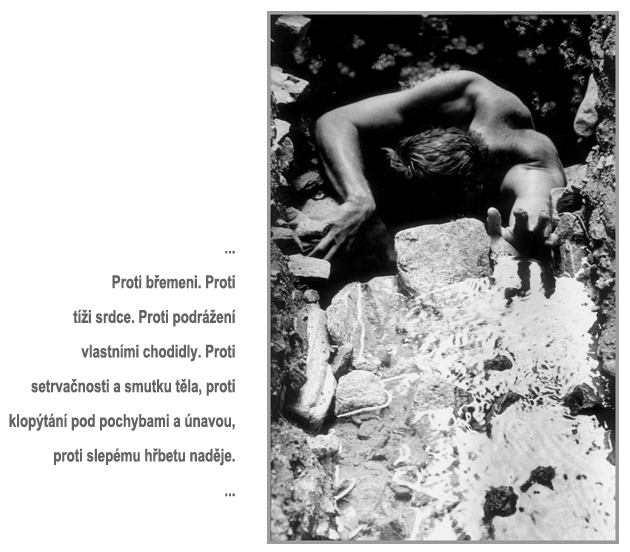 ...
Proti břemeni. Proti
tíži srdce. Proti podrážení
vlastními chodidly. Proti
setrvačnosti a smutku těla, proti
klopýtání pod pochybami a únavou,
proti slepému hřbetu naděje.
...